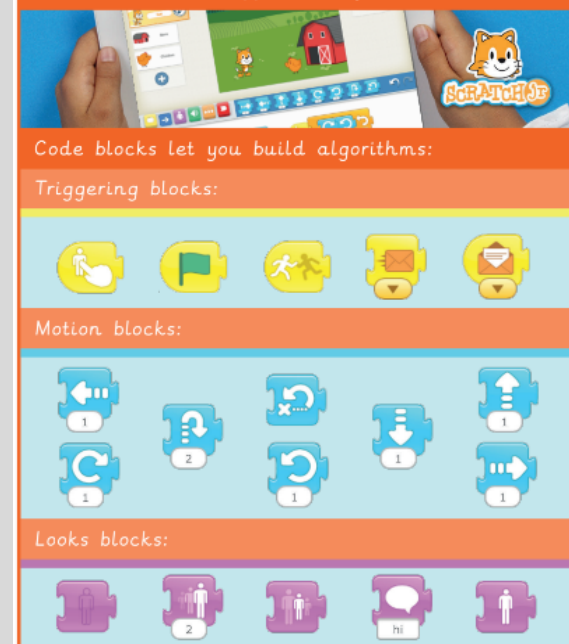 SCRATCHJr
Code blocks let you build algorithms:
Triggering blocks:
Motion blocks:
1
2
1
1
1
1
1
Looks blocks:
2
hi